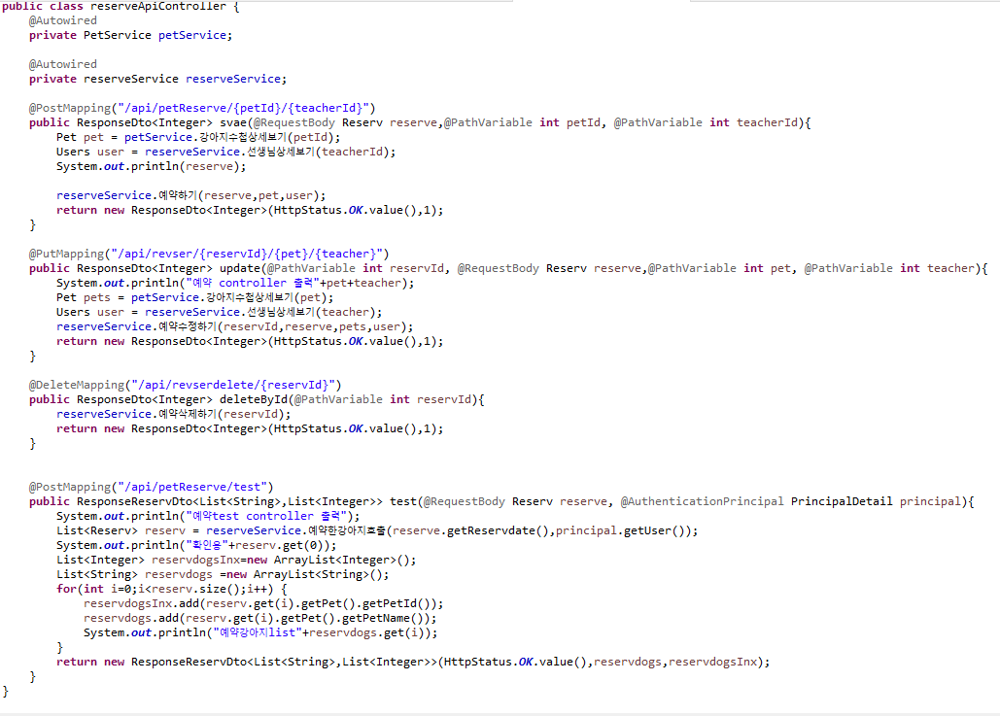 public class reserveApiController {
@Autowired
private PetService petService;
@Autowired
private reserveService reserveService;
@PostMapping("/api/petReserve/{petId}/{teacherId}")
public ResponseDto<Integer> svae(@RequestBody Reserv reserve,@PathVariable int petId, @PathVariable int teacherId){
Pet pet = petService.강아지수첩상세보기(petId);
Users user = reserveService.선생님상세보기(teacherId);
System.out.println(reserve);
reserveService.예약하기(reserve,pet,user);
return new ResponseDto<Integer>(HttpStatus.OK.value(),1);
}
@PutMapping("/api/revser/{reservId}/{pet}/{teacher}")
public ResponseDto<Integer> update(@PathVariable int reservId, @RequestBody Reserv reserve,@PathVariable int pet, @PathVariable int teacher){
System.out.println("예약 controller 출력"+pet+teacher);
Pet pets = petService.강아지수첩상세보기(pet);
Users user = reserveService.선생님상세보기(teacher);
reserveService.예약수정하기(reservId,reserve,pets,user);
return new ResponseDto<Integer>(HttpStatus.OK.value(),1);
}
@DeleteMapping("/api/revserdelete/{reservId}")
public ResponseDto<Integer> deleteById(@PathVariable int reservId){
reserveService.예약삭제하기(reservId);
return new ResponseDto<Integer>(HttpStatus.OK.value(),1);
}
@PostMapping("/api/petReserve/test")
public ResponseReservDto<List<String>,List<Integer>> test(@RequestBody Reserv reserve, @AuthenticationPrincipal PrincipalDetail principal){
System.out.println("예약test controller 출력");
List<Reserv> reserv = reserveService.예약한강아지호출(reserve.getReservdate(),principal.getUser());
System.out.println("확인용"+reserv.get(0));
List<Integer> reservdogsInx=new ArrayList<Integer>();
List<String> reservdogs =new ArrayList<String>();
for(int i=0;i<reserv.size();i++) {
reservdogsInx.add(reserv.get(i).getPet().getPetId());
reservdogs.add(reserv.get(i).getPet().getPetName());
System.out.println("예약강아지list"+reservdogs.get(i));
}
return new ResponseReservDto<List<String>,List<Integer>>(HttpStatus.OK.value(),reservdogs,reservdogsInx);
}
}